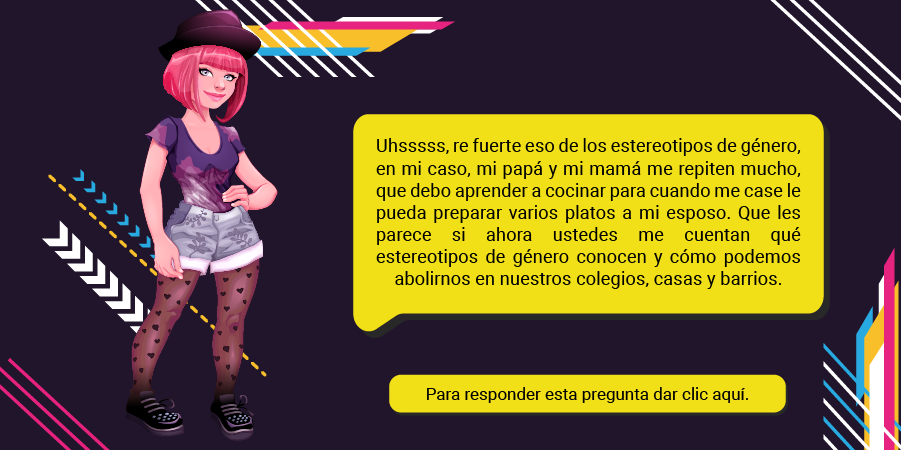 Uhsssss, re fuerte eso de los estereotipos de género,
en mi caso, mi papá y mi mamá me repiten mucho,
que debo aprender a cocinar para cuando me case le
pueda preparar varios platos a mi esposo. Que les
parece si ahora ustedes me cuentan qué
estereotipos de género conocen y cómo podemos
abolirnos en nuestros colegios, casas y barrios.
Para responder esta pregunta dar clic aquí.